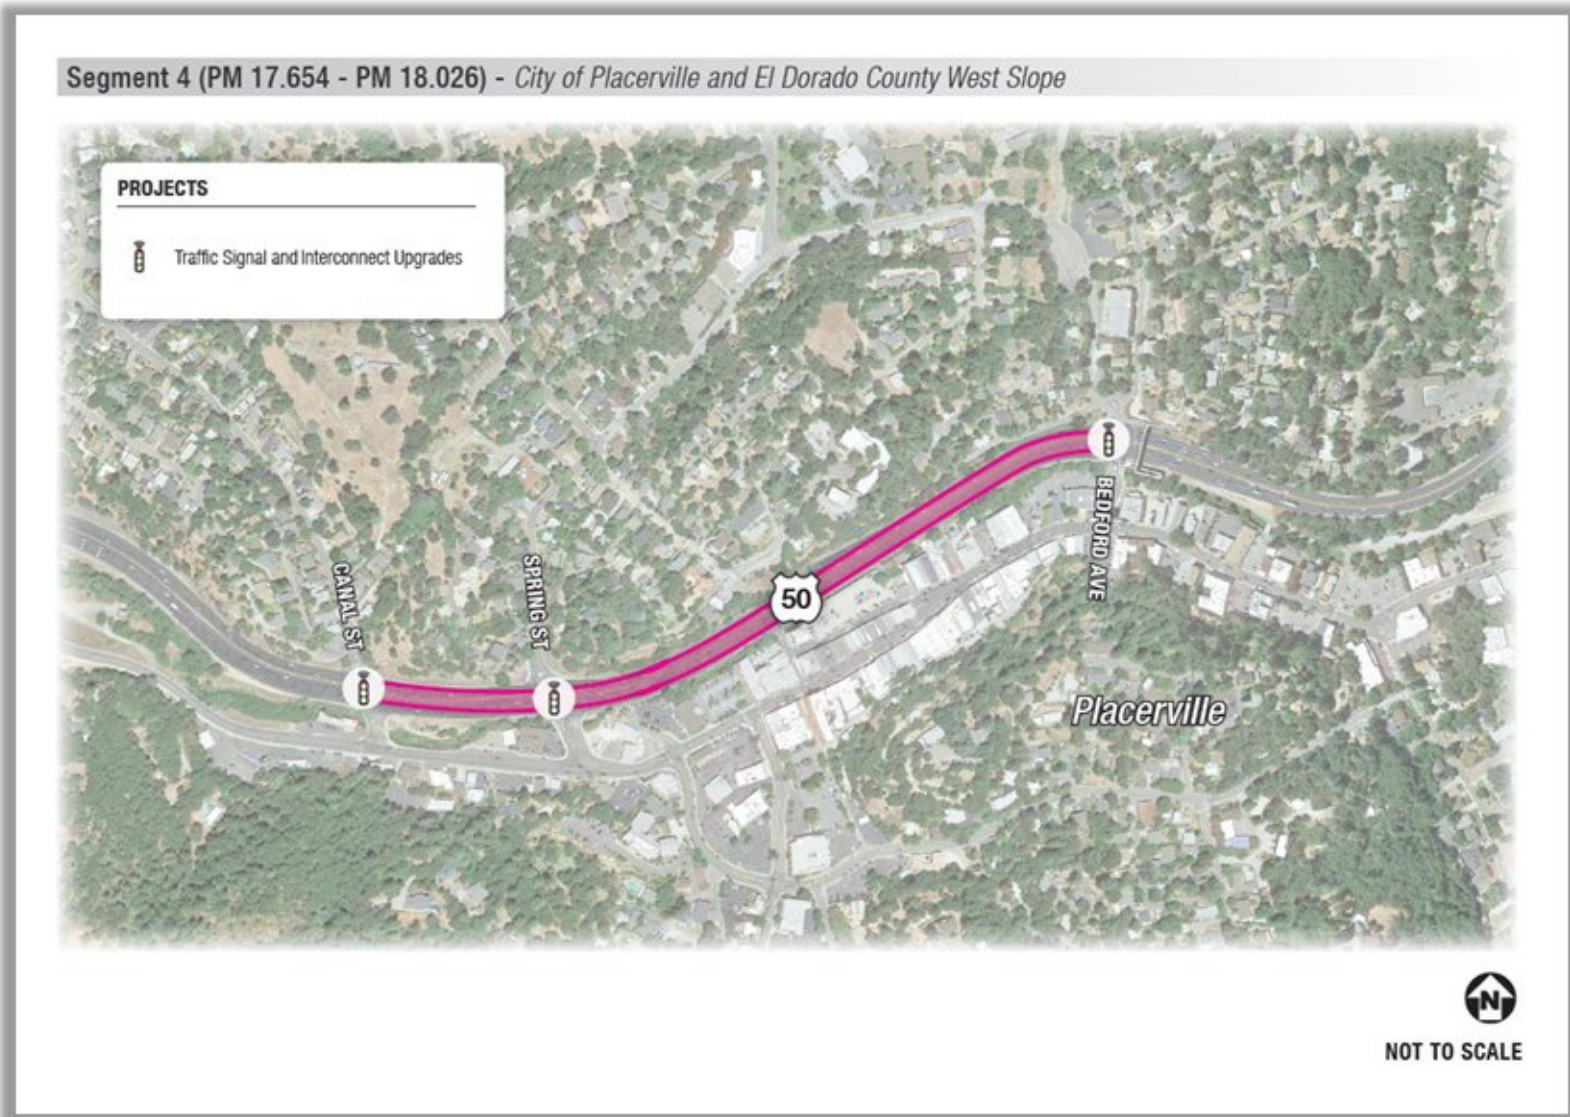 Segment 4 (PM 17.654 - PM 18.026) - City of Placerville and El Dorado County West Slope
PROJECTS
Traffic Signal and Interconnect Upgrades
CANAL ST
SPRING ST
50
BEDFORD AVE
Placerville
N
NOT TO SCALE